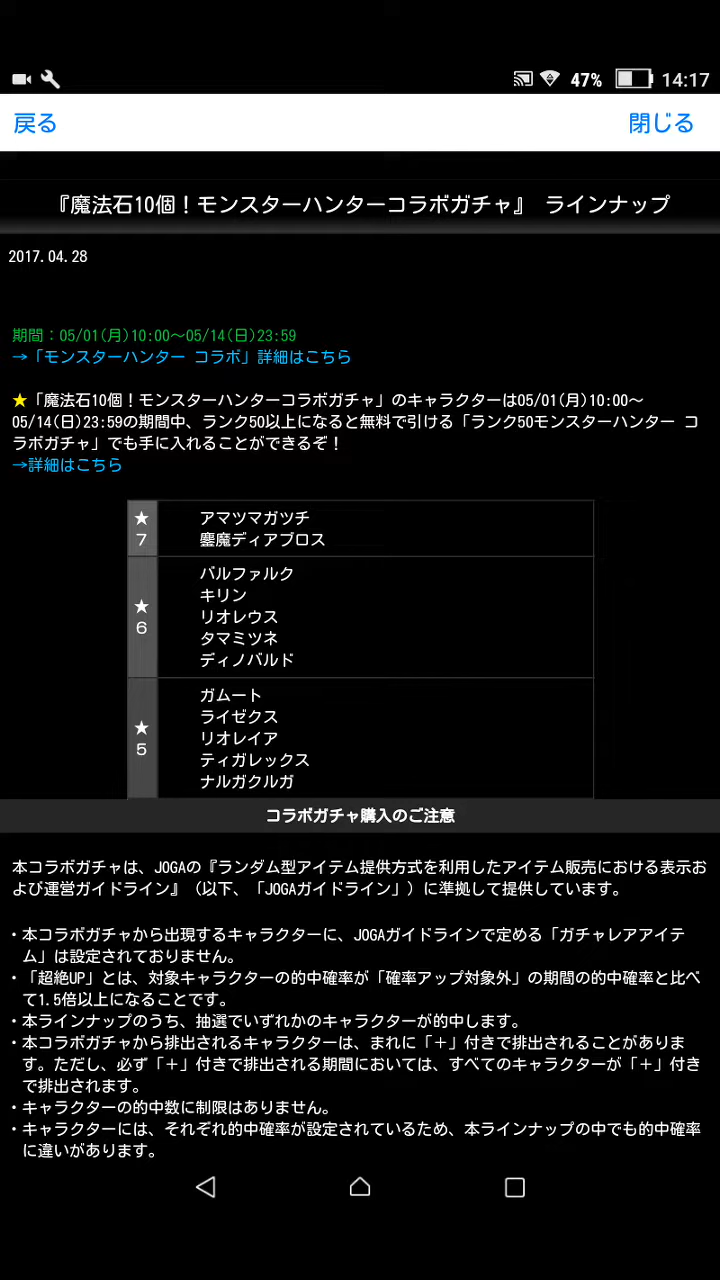 47% 14:17
戻る 閉じる
『魔法石10個！モンスターハンターコラボガチャ』 ラインナップ
2017.04.28
期間：05/01(月)10:00～05/14(日)23:59
→「モンスターハンター コラボ」詳細はこちら
★「魔法石10個！モンスターハンターコラボガチャ」のキャラクターは05/01(月)10:00～
05/14(日)23:59の期間中、ランク50以上になると無料で引ける「ランク50モンスターハンター コ
ラボガチャ」でも手に入れることができるぞ！
→詳細はこちら
★7
アマツマガツチ
鏖魔ディアブロス
★6
バルファルク
キリン
リオレウス
タマミツネ
ディノバルド
★5
ガムート
ライゼクス
リオレイア
ティガレックス
ナルガクルガ
コラボガチャ購入のご注意
本コラボガチャは、JOGAの『ランダム型アイテム提供方式を利用したアイテム販売における表示お
よび運営ガイドライン』（以下、「JOGAガイドライン」）に準拠して提供しています。
・本コラボガチャから出現するキャラクターに、JOGAガイドラインで定める「ガチャレアアイテ
ム」は設定されておりません。
・「超絶UP」とは、対象キャラクターの的中確率が「確率アップ対象外」の期間の的中確率と比べ
て1.5倍以上になることです。
・本ラインナップのうち、抽選でいずれかのキャラクターが的中します。
・本コラボガチャから排出されるキャラクターは、まれに「＋」付きで排出されることがありま
す。ただし、必ず「＋」付きで排出される期間においては、すべてのキャラクターが「＋」付き
で排出されます。
・キャラクターの的中数に制限はありません。
・キャラクターには、それぞれ的中確率が設定されているため、本ラインナップの中でも的中確率
に違いがあります。